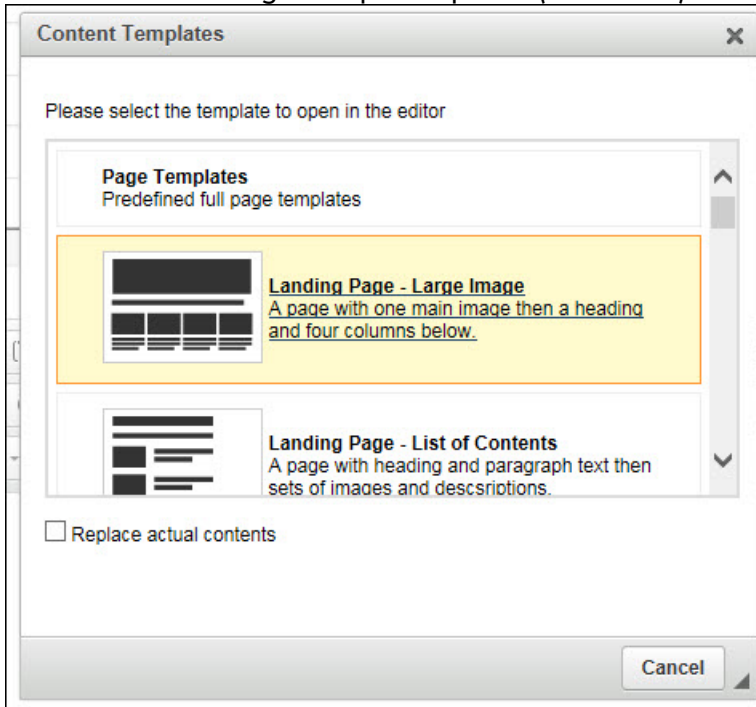 Content Templates
Please select the template to open in the editor
Page Templates
Predefined full page templates
Landing Page - Large Image
A page with one main image then a heading
and four columns below.
Landing Page - List of Contents
A page with heading and paragraph text then
sets of images and descsriptions.
Replace actual contents
Cancel